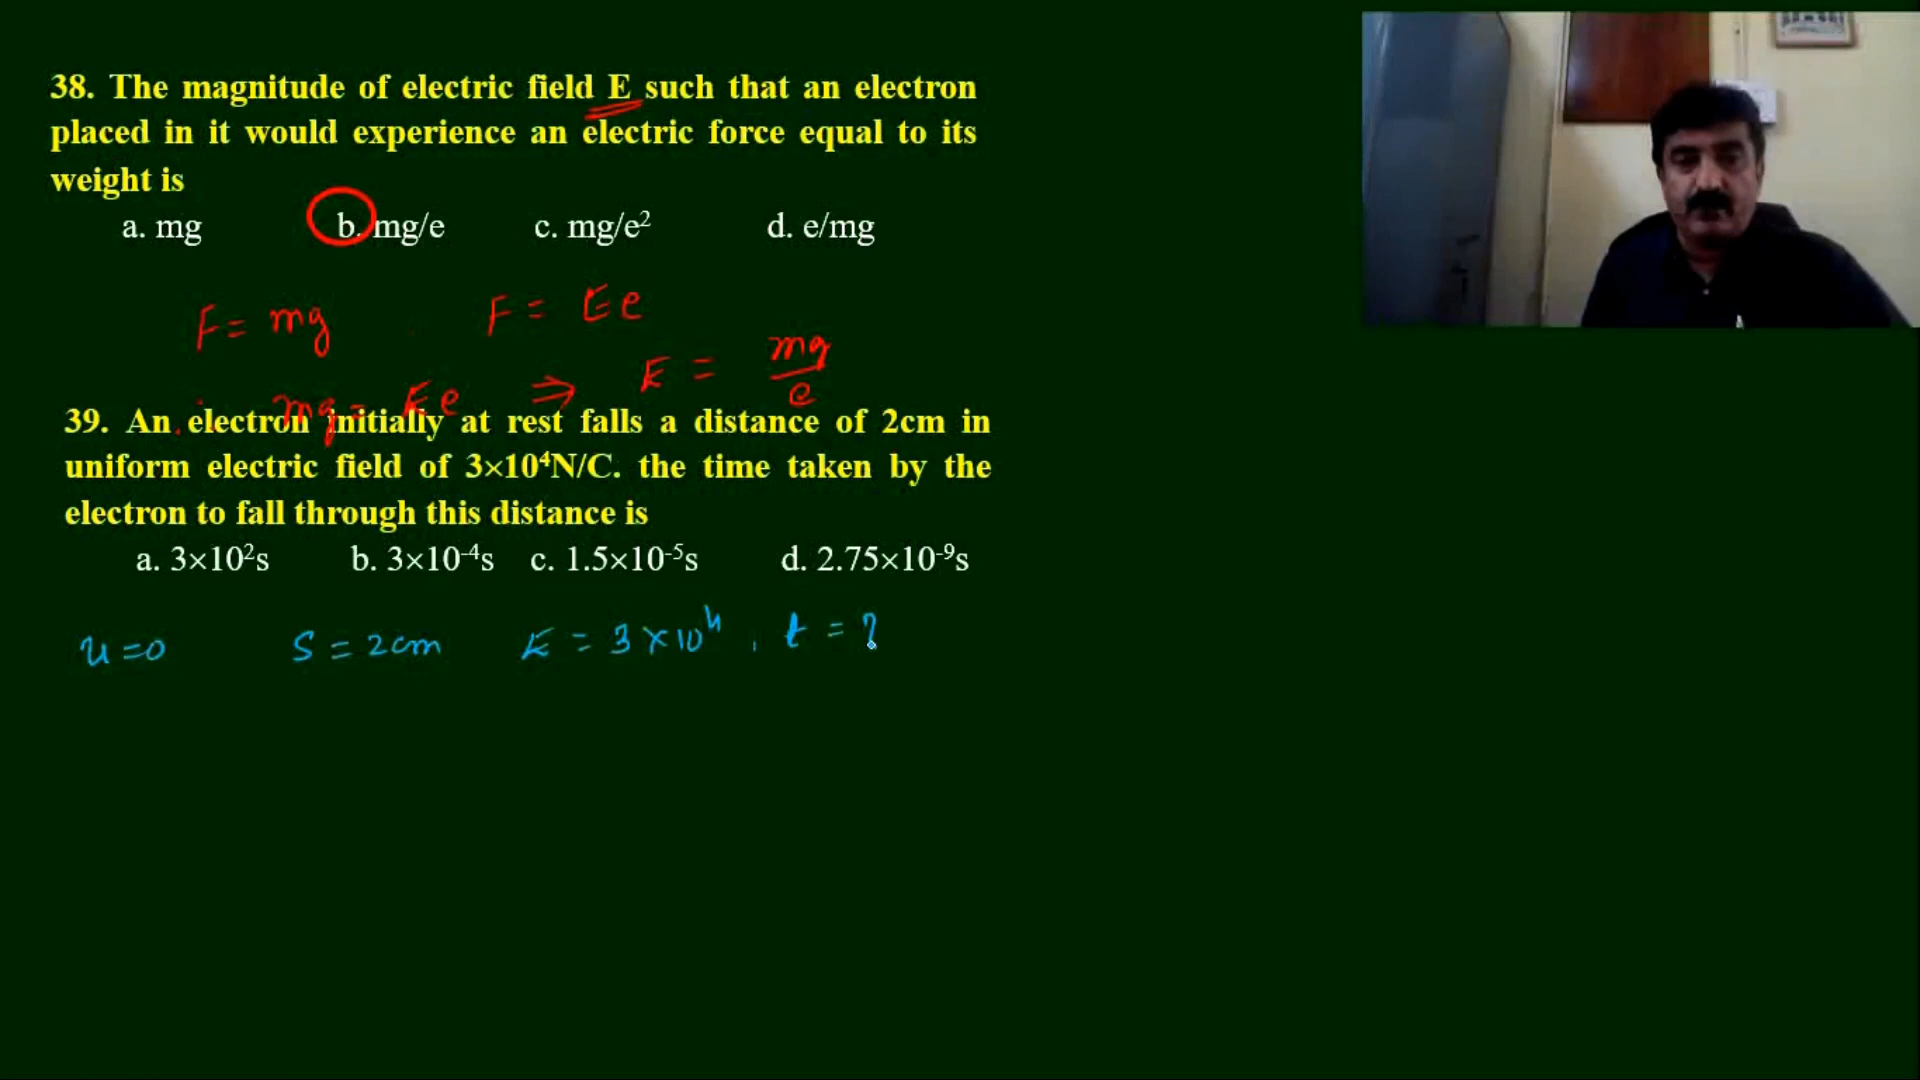 38. The magnitude of electric field E such that an electron
placed in it would experience an electric force equal to its
weight is
a. mg b. mg/e c. mg/e² d. e/mg
F = mg F = Ee
mg = Ee ⇒ E = mg/e
39. An electron initially at rest falls a distance of 2cm in
uniform electric field of 3×10⁴N/C. the time taken by the
electron to fall through this distance is
a. 3×10²s b. 3×10⁻⁴s c. 1.5×10⁻⁵s d. 2.75×10⁻⁹s
u=0 S = 2cm E = 3×10⁴, t = ?